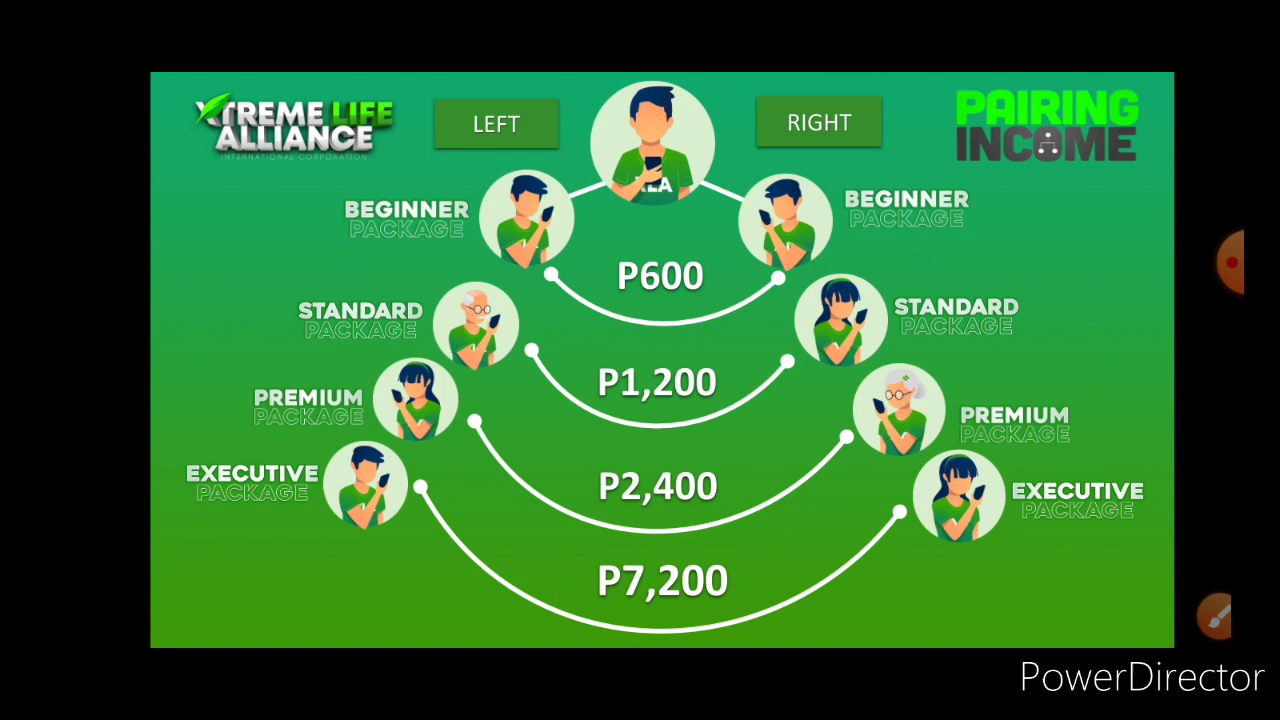 XTREME LIFE
ALLIANCE
INTERNATIONAL CORPORATION
LEFT
RIGHT
PAIRING
INCOME
XLA
BEGINNER
PACKAGE
BEGINNER
PACKAGE
P600
STANDARD
PACKAGE
STANDARD
PACKAGE
P1,200
PREMIUM
PACKAGE
PREMIUM
PACKAGE
P2,400
EXECUTIVE
PACKAGE
EXECUTIVE
PACKAGE
P7,200
PowerDirector